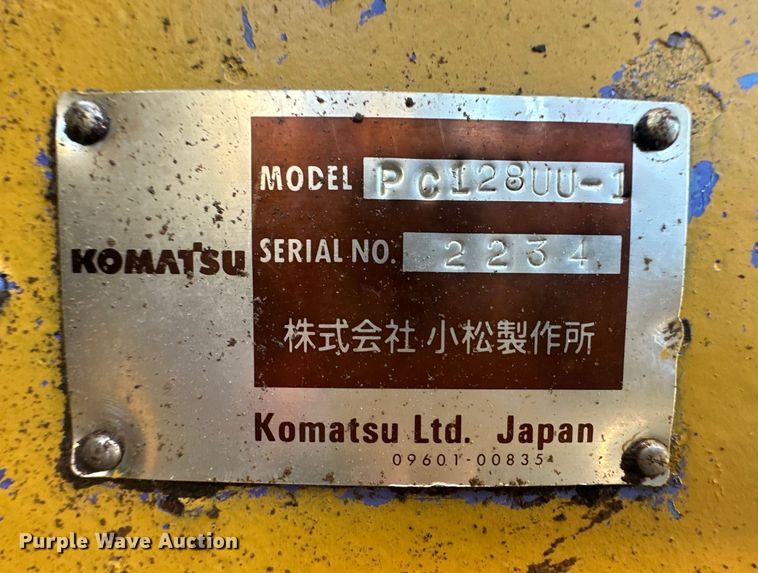 MODEL PC128UU-1
KOMATSU
SERIAL NO. 2234
株式会社 小松製作所
Komatsu Ltd. Japan
09601-00835
Purple Wave Auction